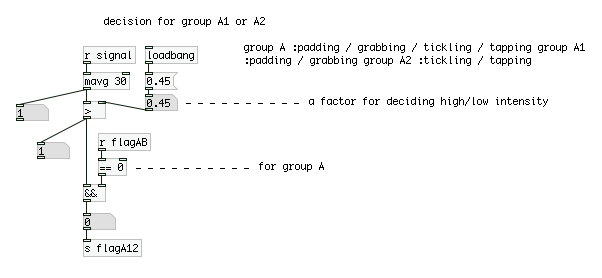 decision for group A1 or A2
r signal
loadbang
group A :padding / grabbing / tickling / tapping group A1
:padding / grabbing group A2 :tickling / tapping
mavg 30
0.45
0.45
a factor for deciding high/low intensity
1
>
1
r flagAB
== 0
for group A
&&
0
s flagA12